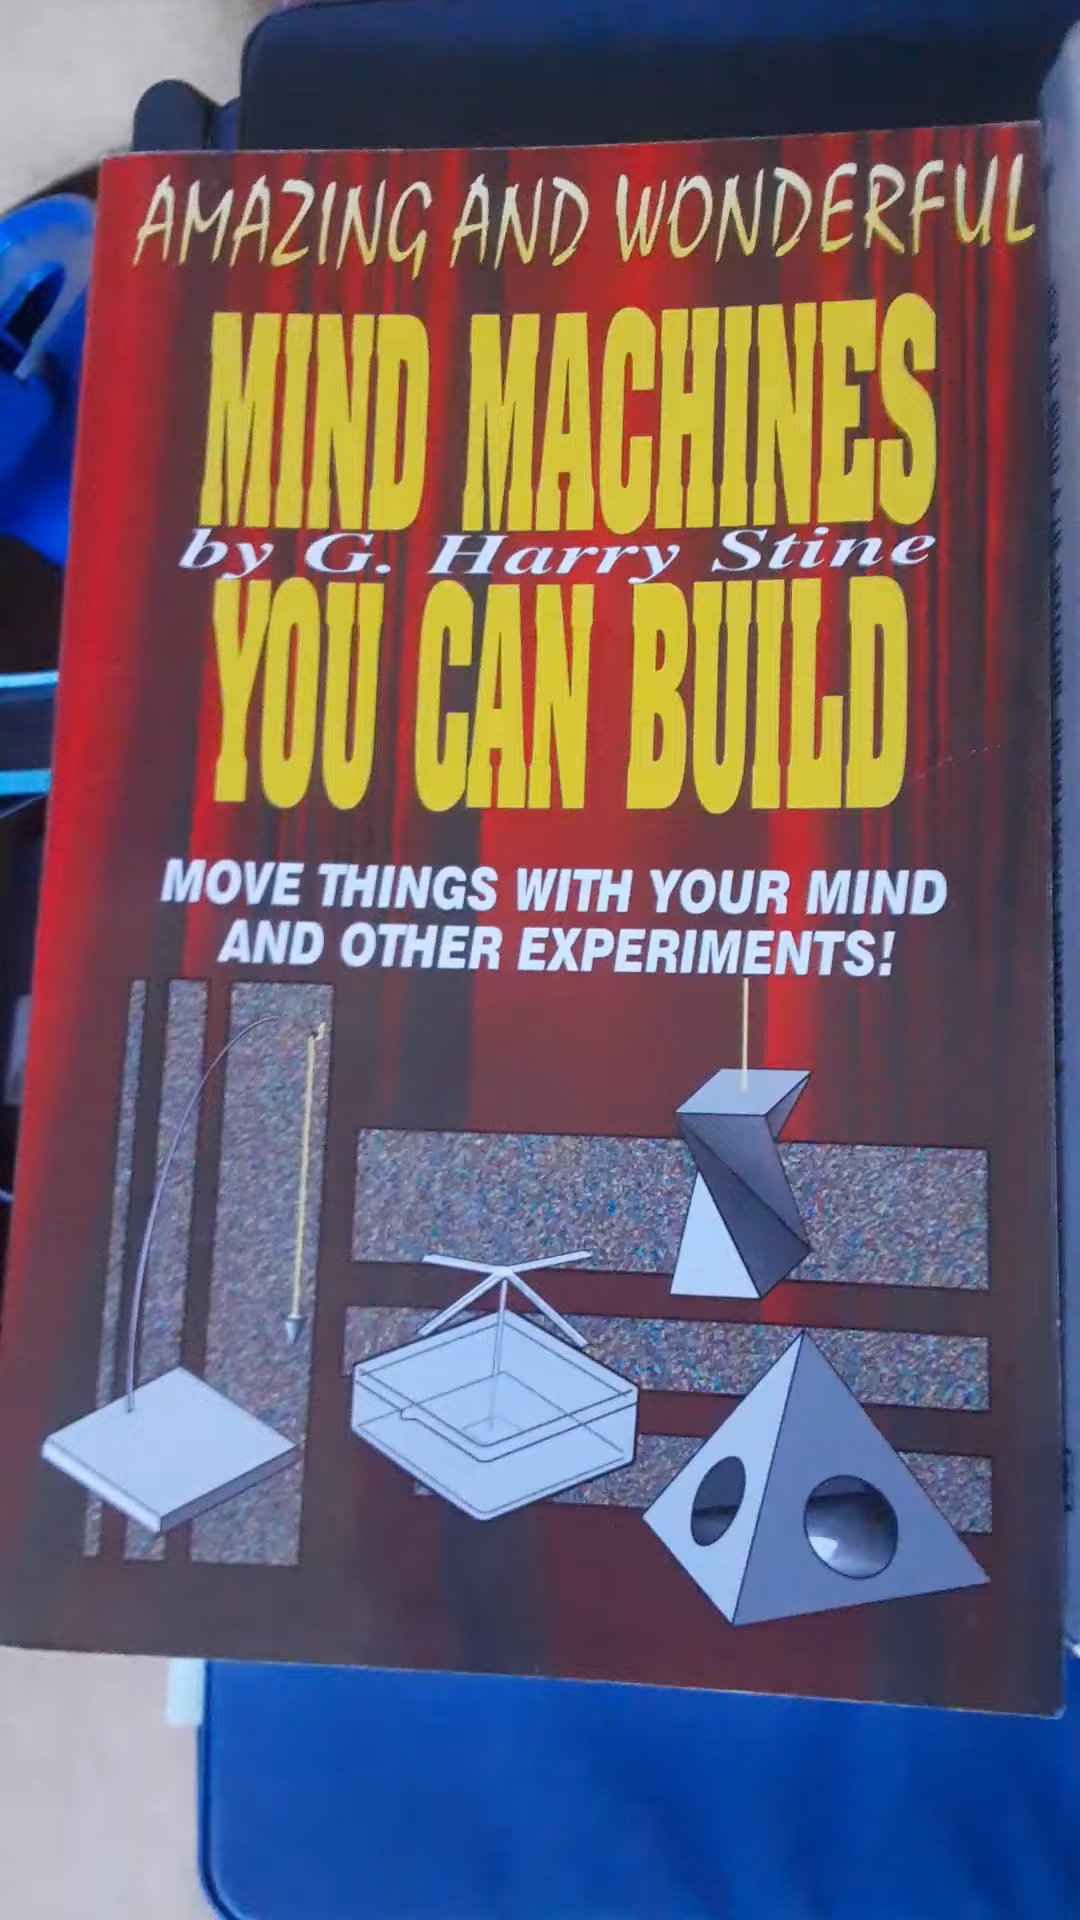 AMAZING AND WONDERFUL
MIND MACHINES
by G. Harry Stine
YOU CAN BUILD
MOVE THINGS WITH YOUR MIND
AND OTHER EXPERIMENTS!